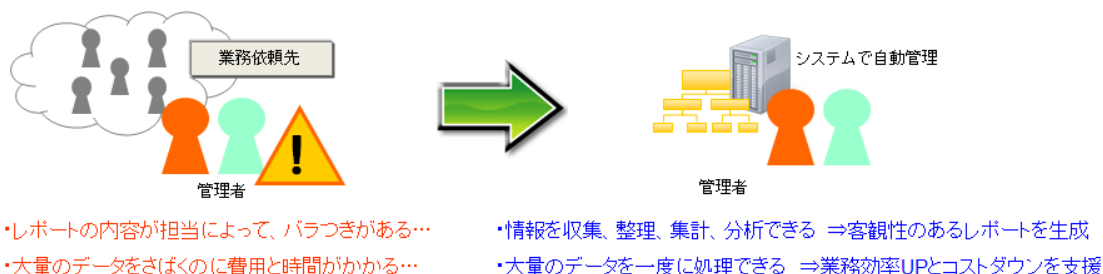 業務依頼先
システムで自動管理
管理者
管理者
・レポートの内容が担当によって、バラつきがある…
・大量のデータをさばくのに費用と時間がかかる…
・情報を収集、整理、集計、分析できる ⇒客観性のあるレポートを生成
・大量のデータを一度に処理できる ⇒業務効率UPとコストダウンを支援